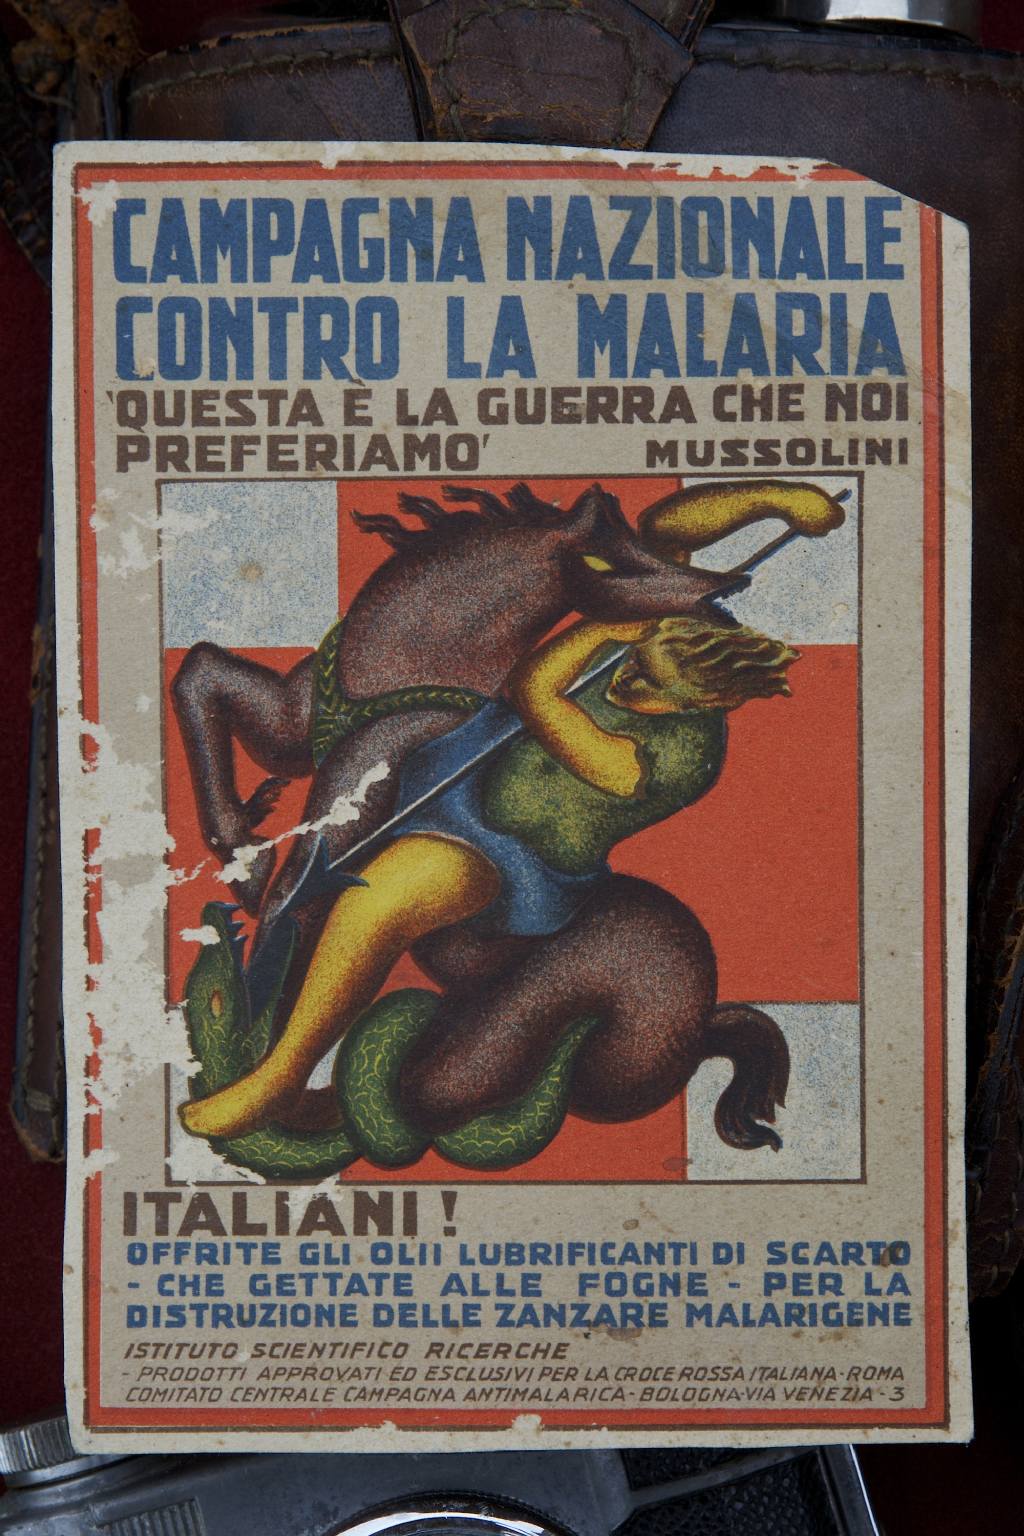 CAMPAGNA NAZIONALE
CONTRO LA MALARIA
'QUESTA È LA GUERRA CHE NOI
PREFERIAMO' MUSSOLINI
ITALIANI !
OFFRITE GLI OLII LUBRIFICANTI DI SCARTO
- CHE GETTATE ALLE FOGNE - PER LA
DISTRUZIONE DELLE ZANZARE MALARIGENE
ISTITUTO SCIENTIFICO RICERCHE
- PRODOTTI APPROVATI ED ESCLUSIVI PER LA CROCE ROSSA ITALIANA - ROMA
COMITATO CENTRALE CAMPAGNA ANTIMALARICA - BOLOGNA - VIA VENEZIA - 3